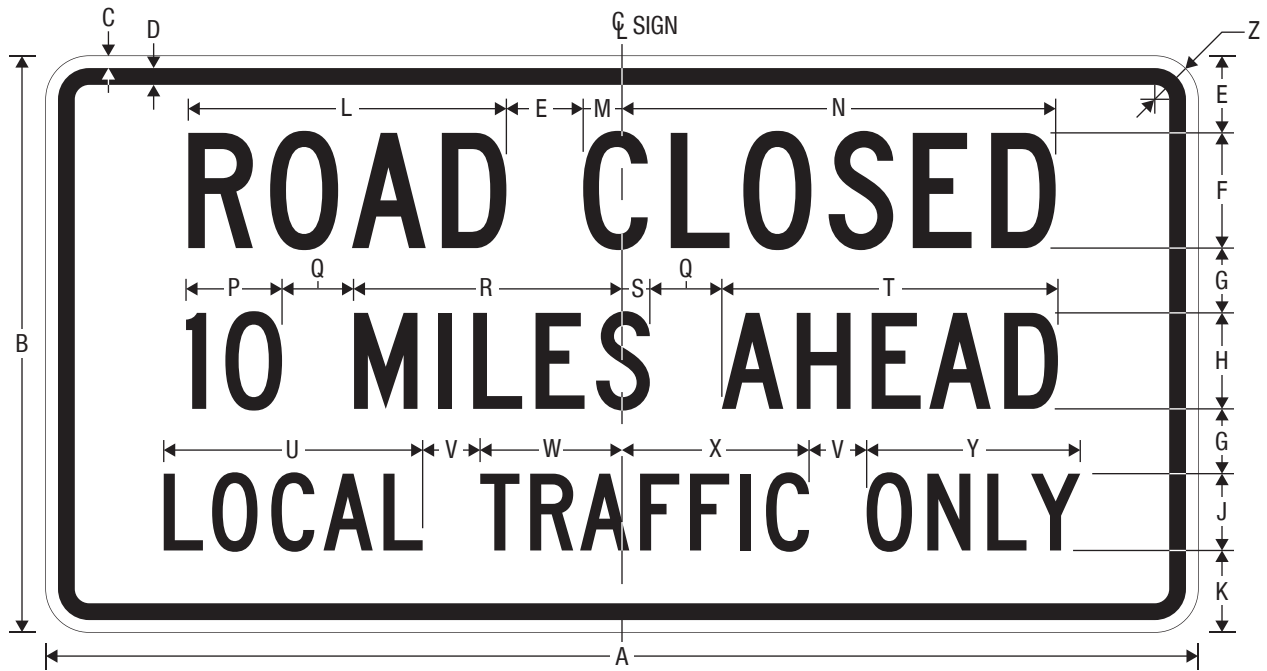 C D ℄ SIGN Z
L E M N E
ROAD CLOSED F
P Q R S Q T G
B 10 MILES AHEAD H
U V W X V Y G
LOCAL TRAFFIC ONLY J
K
A